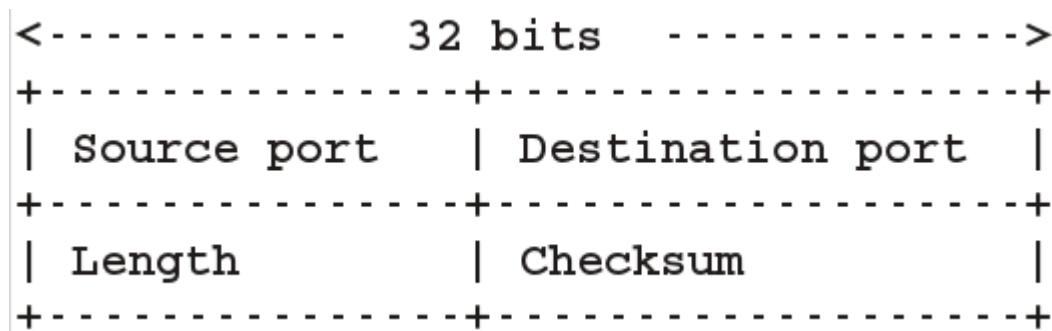 <----------- 32 bits -------------->
+----------------+---------------------+
| Source port | Destination port |
+----------------+---------------------+
| Length | Checksum |
+----------------+---------------------+